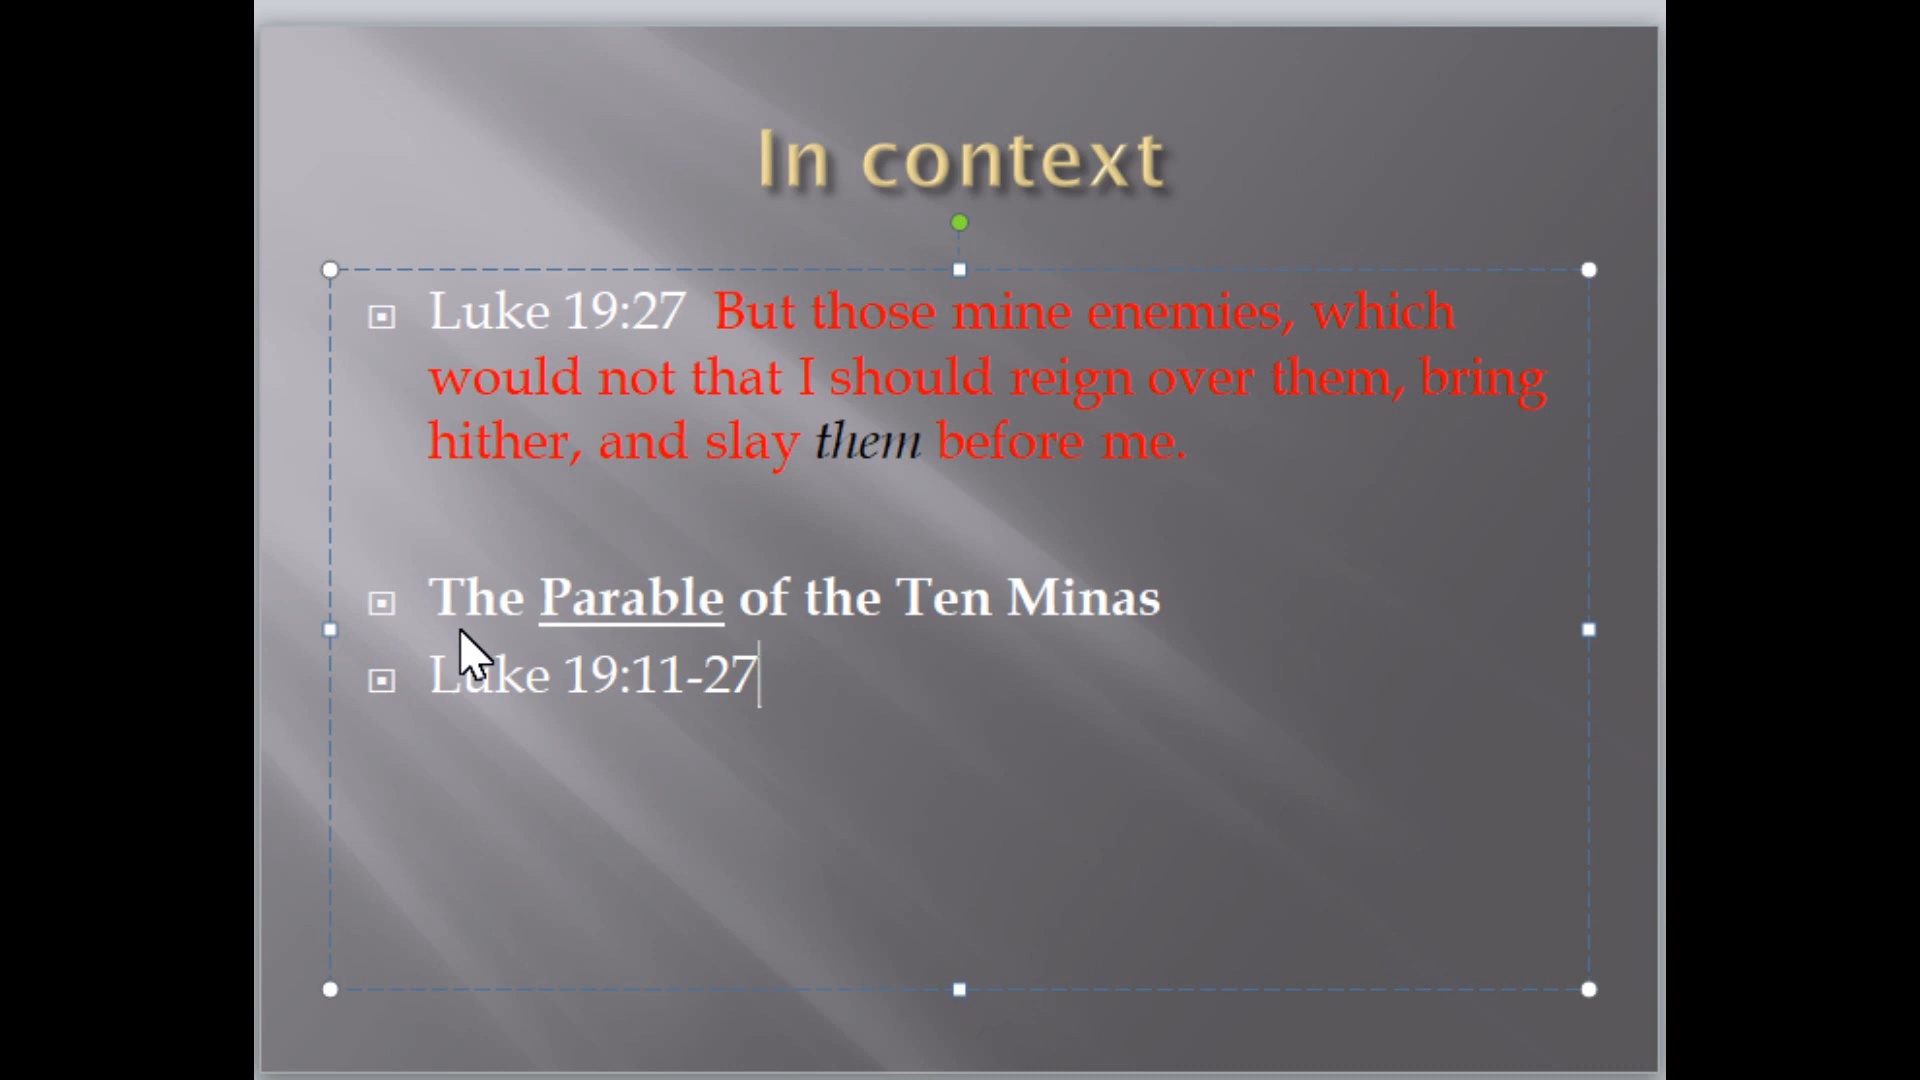 In context
Luke 19:27 But those mine enemies, which
would not that I should reign over them, bring
hither, and slay them before me.
The Parable of the Ten Minas
Luke 19:11-27